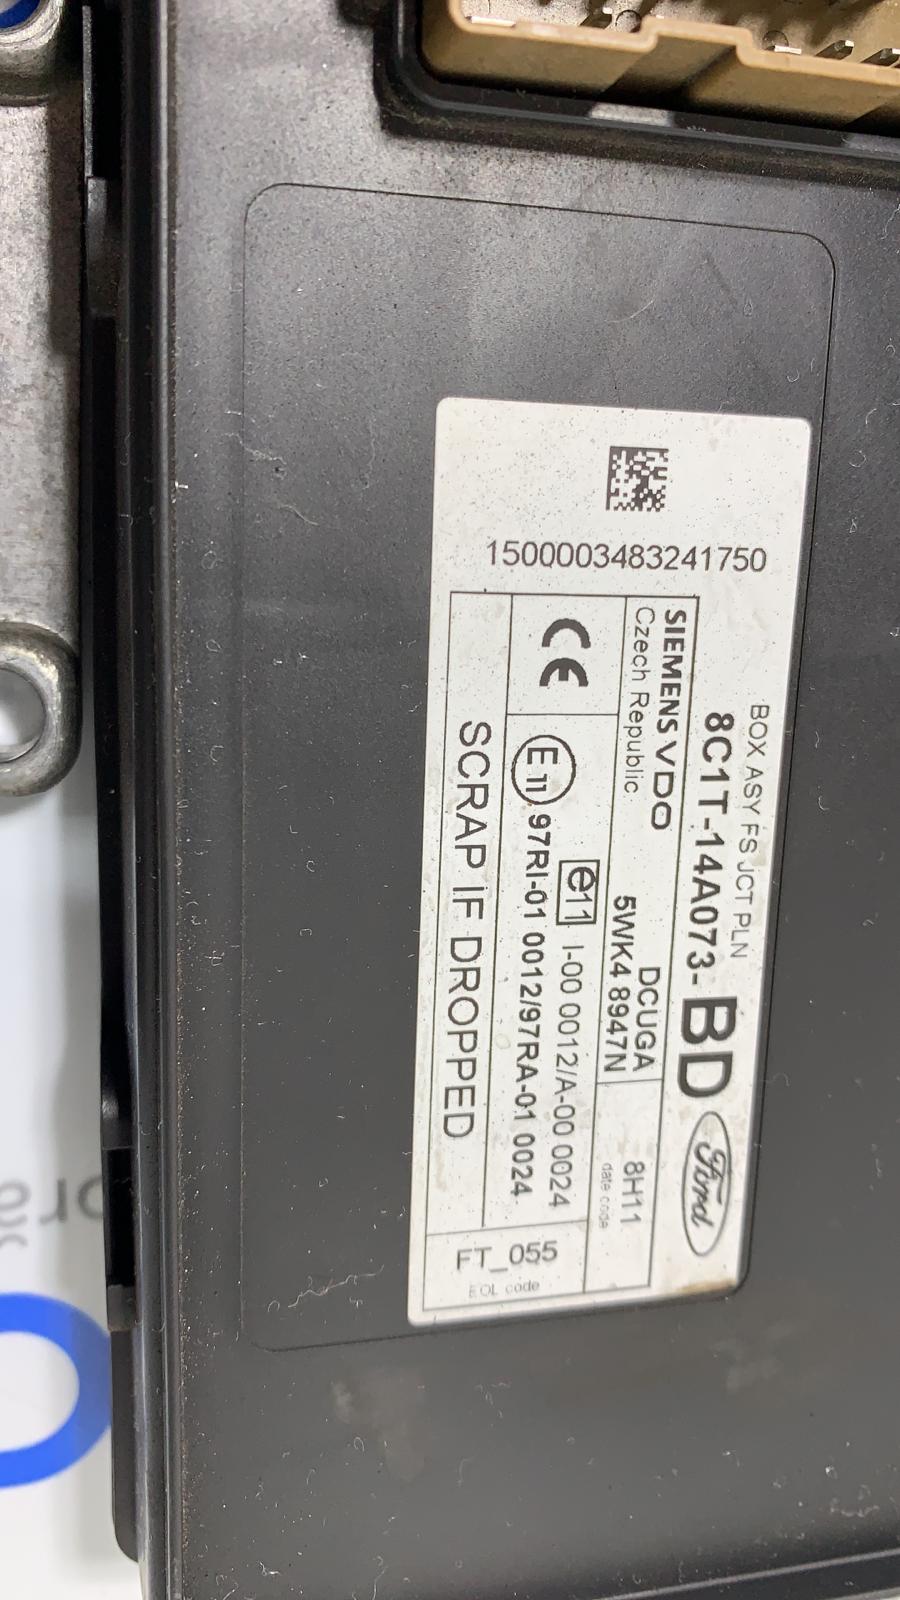 1500003483241750
BOX ASY FS JCT PLN
8C1T-14A073-BD
Ford
SIEMENS VDO
Czech Republic
DCUGA
5WK4 8947N
8H11
date code
CE
e11 I-00 0012/A-00 0024
E11 97RI-01 0012/97RA-01 0024
SCRAP IF DROPPED
FT_055
EOL code